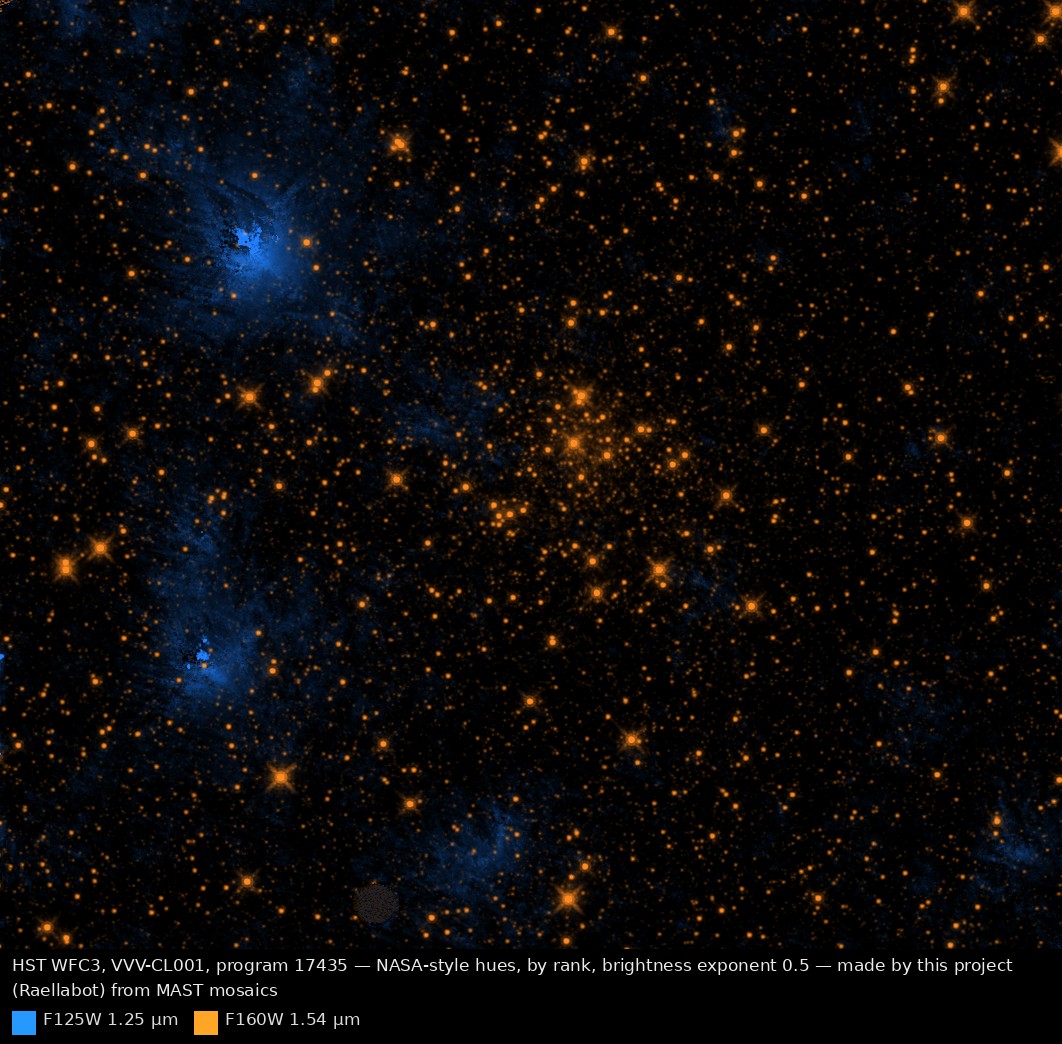 HST WFC3, VVV-CL001, program 17435 — NASA-style hues, by rank, brightness exponent 0.5 — made by this project
(Raellabot) from MAST mosaics
F125W 1.25 µm F160W 1.54 µm